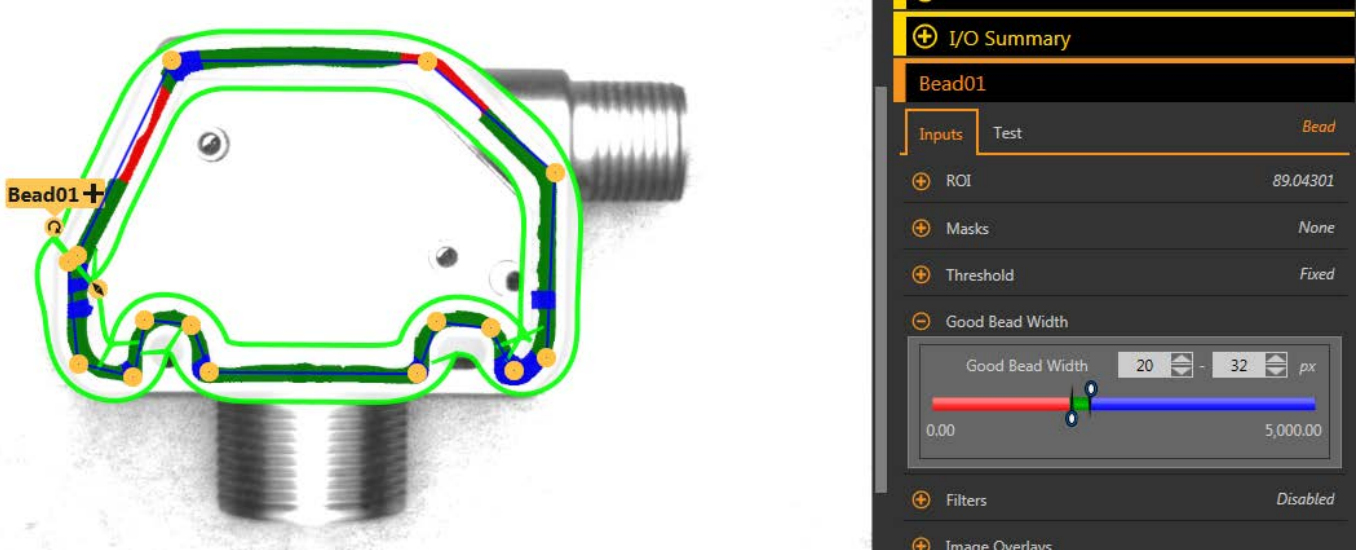 Bead01
I/O Summary
Bead01
Inputs Test Bead
ROI 89.04301
Masks None
Threshold Fixed
Good Bead Width
Good Bead Width 20 - 32 px
0.00 5,000.00
Filters Disabled
Image Overlays